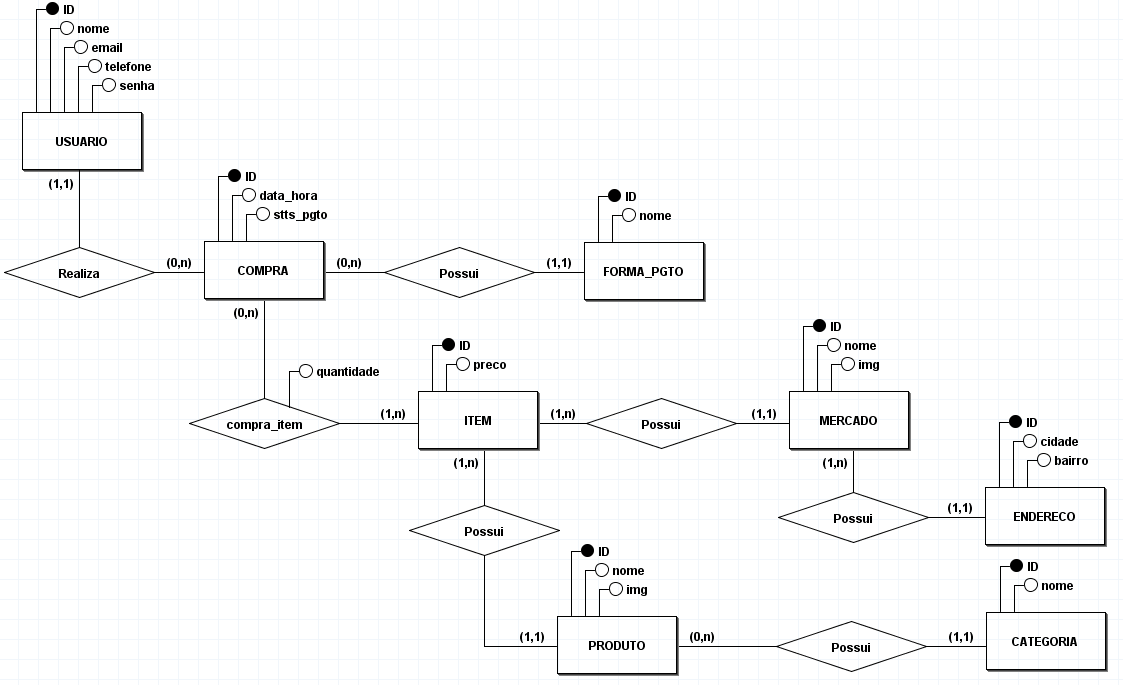 ID
nome
email
telefone
senha
USUARIO
(1,1)
Realiza
(0,n)
ID
data_hora
stts_pgto
COMPRA
(0,n)
Possui
(1,1)
ID
nome
FORMA_PGTO
(0,n)
quantidade
compra_item
(1,n)
ID
preco
ITEM
(1,n)
Possui
(1,1)
ID
nome
img
MERCADO
(1,n)
Possui
(1,1)
ID
cidade
bairro
ENDERECO
(1,n)
Possui
(1,1)
ID
nome
img
PRODUTO
(0,n)
Possui
(1,1)
ID
nome
CATEGORIA